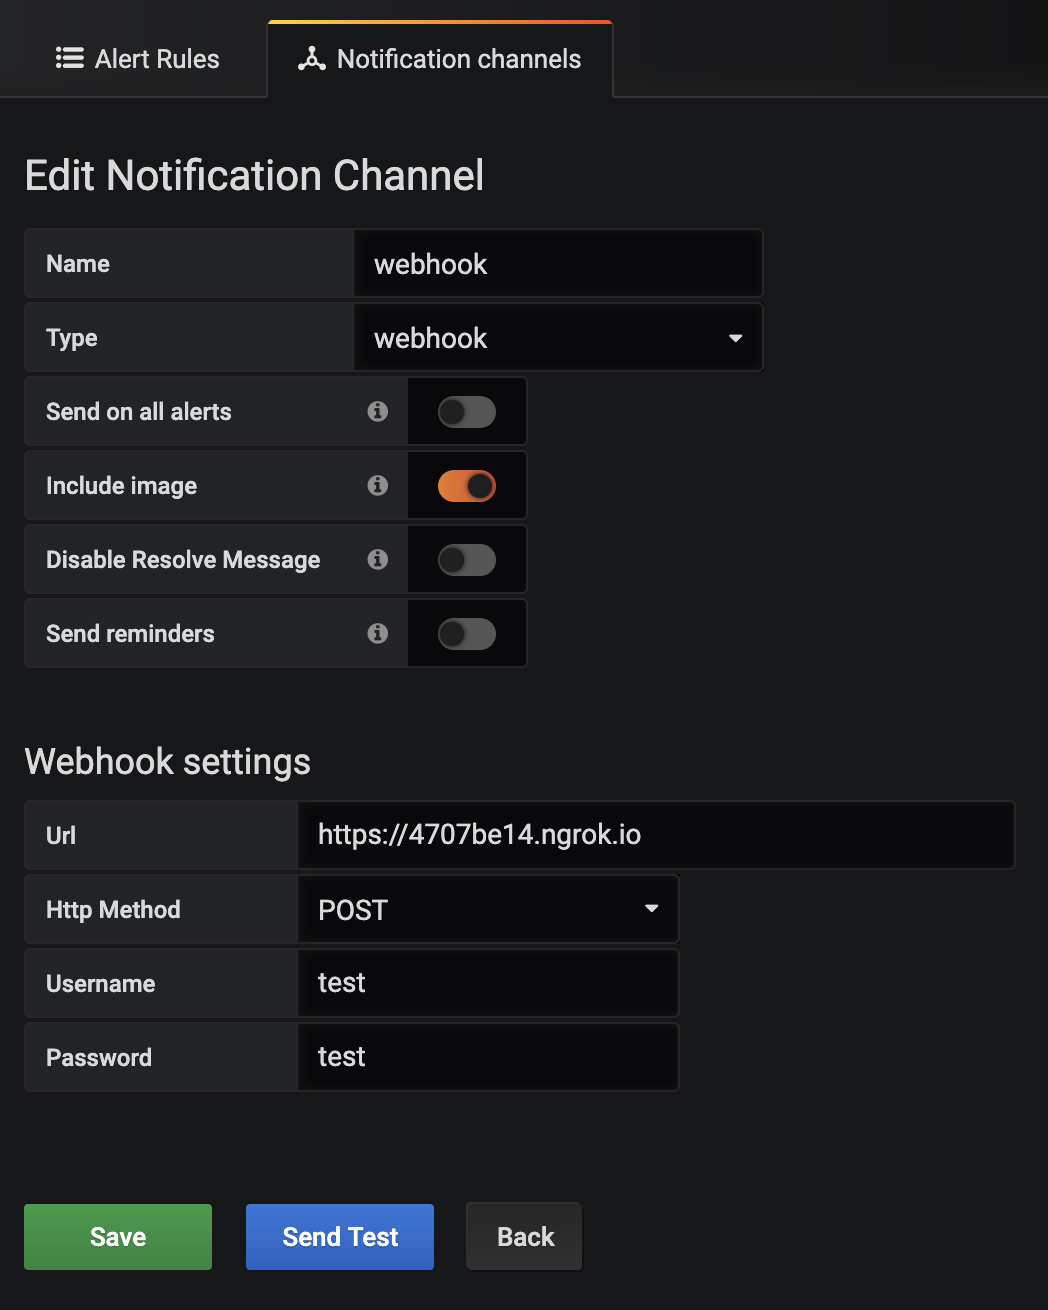 Alert Rules
Notification channels
Edit Notification Channel
Name
webhook
Type
webhook
Send on all alerts
Include image
Disable Resolve Message
Send reminders
Webhook settings
Url
https://4707be14.ngrok.io
Http Method
POST
Username
test
Password
test
Save
Send Test
Back